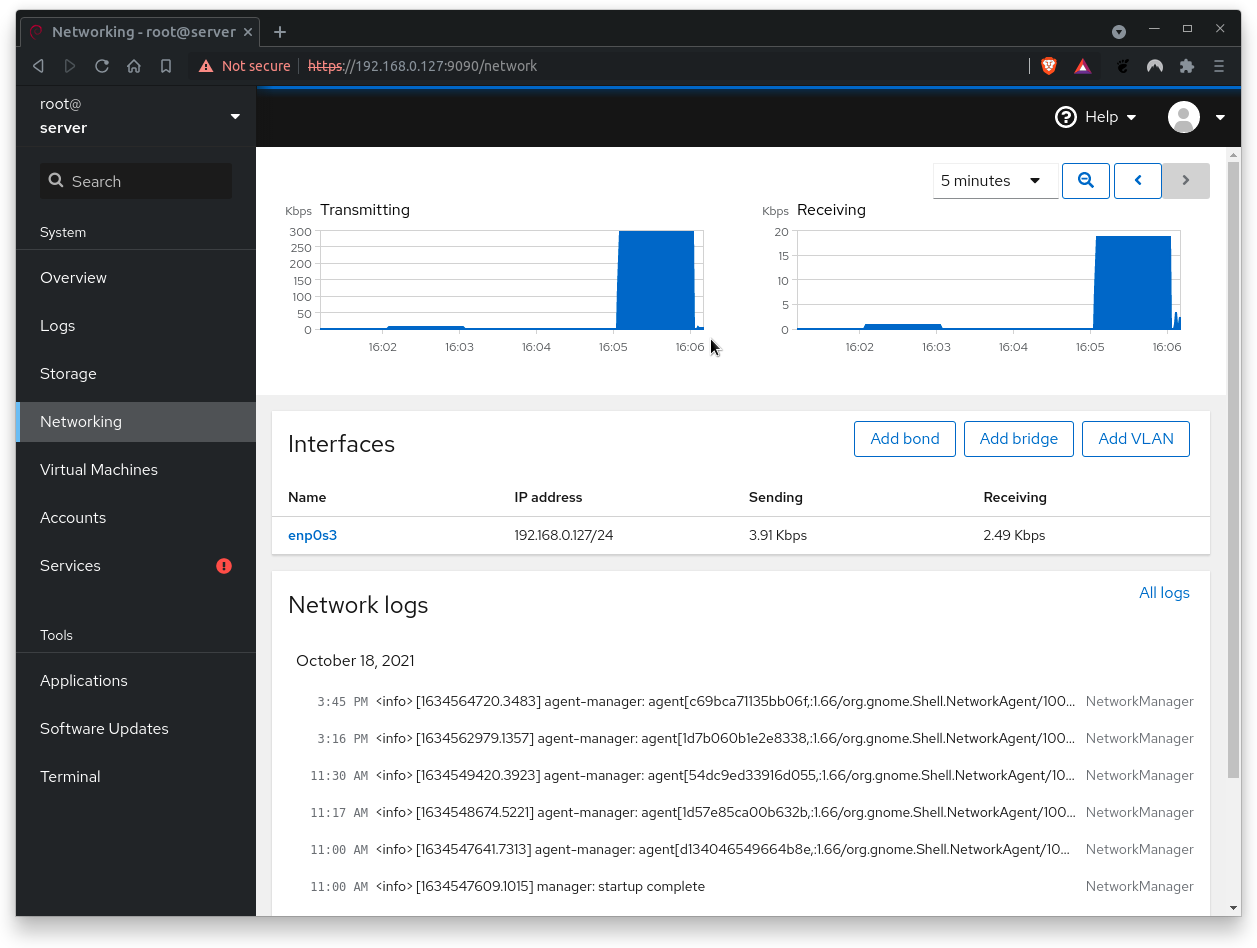 Networking - root@server
Not secure https://192.168.0.127:9090/network
root@
server
Help
Search
System
Overview
Logs
Storage
Networking
Virtual Machines
Accounts
Services
Tools
Applications
Software Updates
Terminal
5 minutes
Kbps Transmitting
300
250
200
150
100
50
0
16:02 16:03 16:04 16:05 16:06
Kbps Receiving
20
15
10
5
0
16:02 16:03 16:04 16:05 16:06
Interfaces
Add bond Add bridge Add VLAN
Name IP address Sending Receiving
enp0s3 192.168.0.127/24 3.91 Kbps 2.49 Kbps
Network logs
All logs
October 18, 2021
3:45 PM <info> [1634564720.3483] agent-manager: agent[c69bca71135bb06f,:1.66/org.gnome.Shell.NetworkAgent/100... NetworkManager
3:16 PM <info> [1634562979.1357] agent-manager: agent[1d7b060b1e2e8338,:1.66/org.gnome.Shell.NetworkAgent/100... NetworkManager
11:30 AM <info> [1634549420.3923] agent-manager: agent[54dc9ed33916d055,:1.66/org.gnome.Shell.NetworkAgent/10... NetworkManager
11:17 AM <info> [1634548674.5221] agent-manager: agent[1d57e85ca00b632b,:1.66/org.gnome.Shell.NetworkAgent/100... NetworkManager
11:00 AM <info> [1634547641.7313] agent-manager: agent[d134046549664b8e,:1.66/org.gnome.Shell.NetworkAgent/10... NetworkManager
11:00 AM <info> [1634547609.1015] manager: startup complete NetworkManager